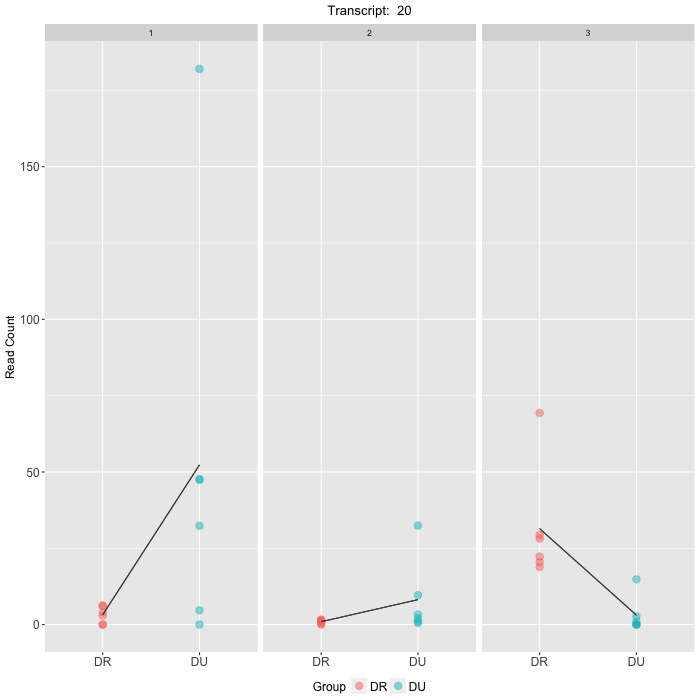 Transcript:  20
1 2 3
Read Count
150
100
50
0
DR DU DR DU DR DU
Group DR DU